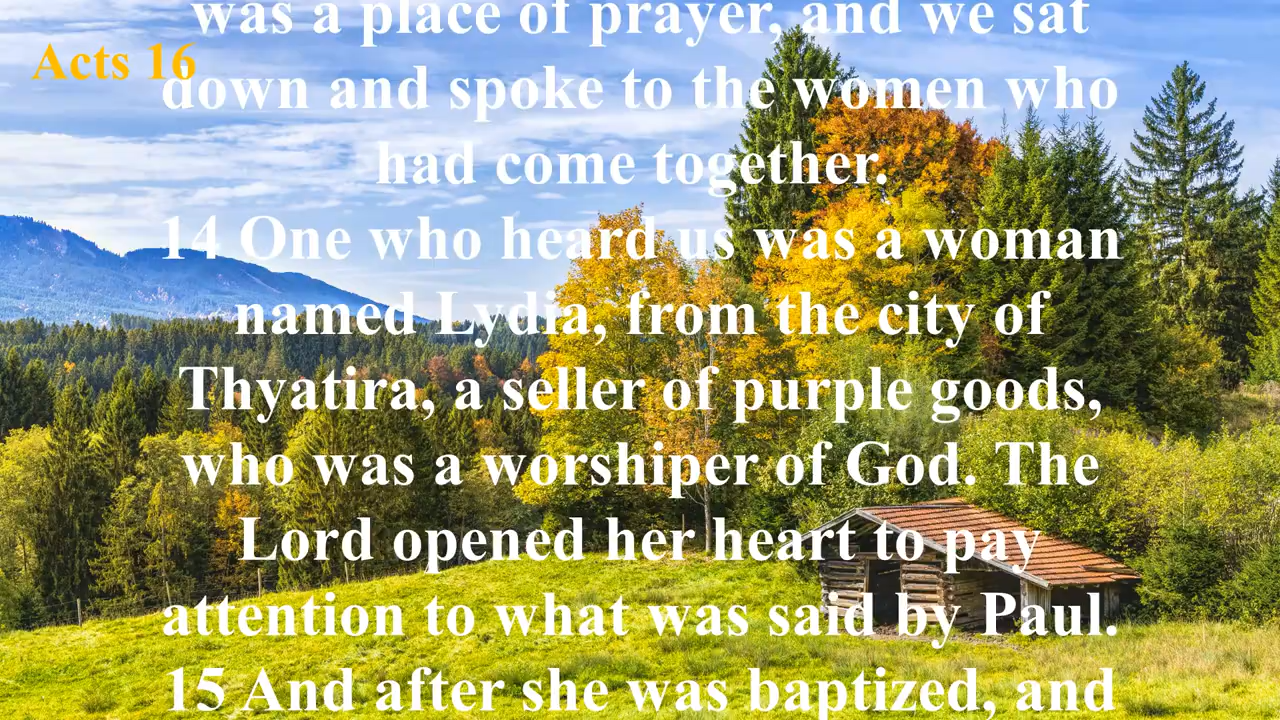 was a place of prayer, and we sat
Acts 16
down and spoke to the women who
had come together.
14 One who heard us was a woman
named Lydia, from the city of
Thyatira, a seller of purple goods,
who was a worshiper of God. The
Lord opened her heart to pay
attention to what was said by Paul.
15 And after she was baptized, and